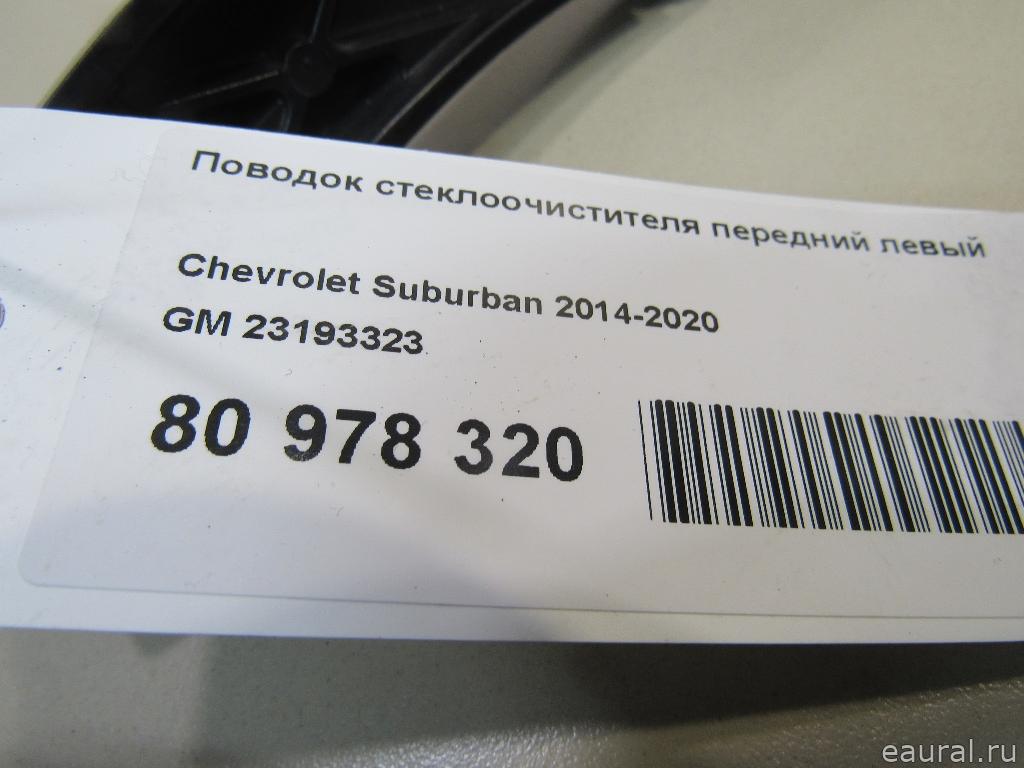 Поводок стеклоочистителя передний левый
Chevrolet Suburban 2014-2020
GM 23193323
80 978 320
eaural.ru